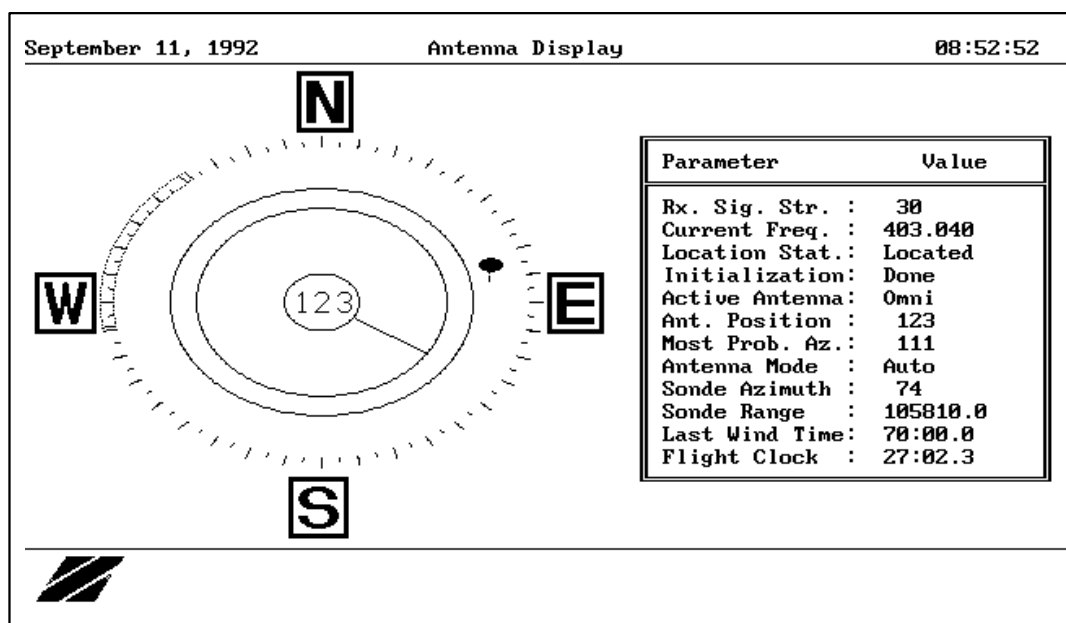 September 11, 1992 Antenna Display 08:52:52
N
W 123 E
S
Parameter Value
Rx. Sig. Str. : 30
Current Freq. : 403.040
Location Stat.: Located
Initialization: Done
Active Antenna: Omni
Ant. Position : 123
Most Prob. Az.: 111
Antenna Mode : Auto
Sonde Azimuth : 74
Sonde Range : 105810.0
Last Wind Time: 70:00.0
Flight Clock : 27:02.3